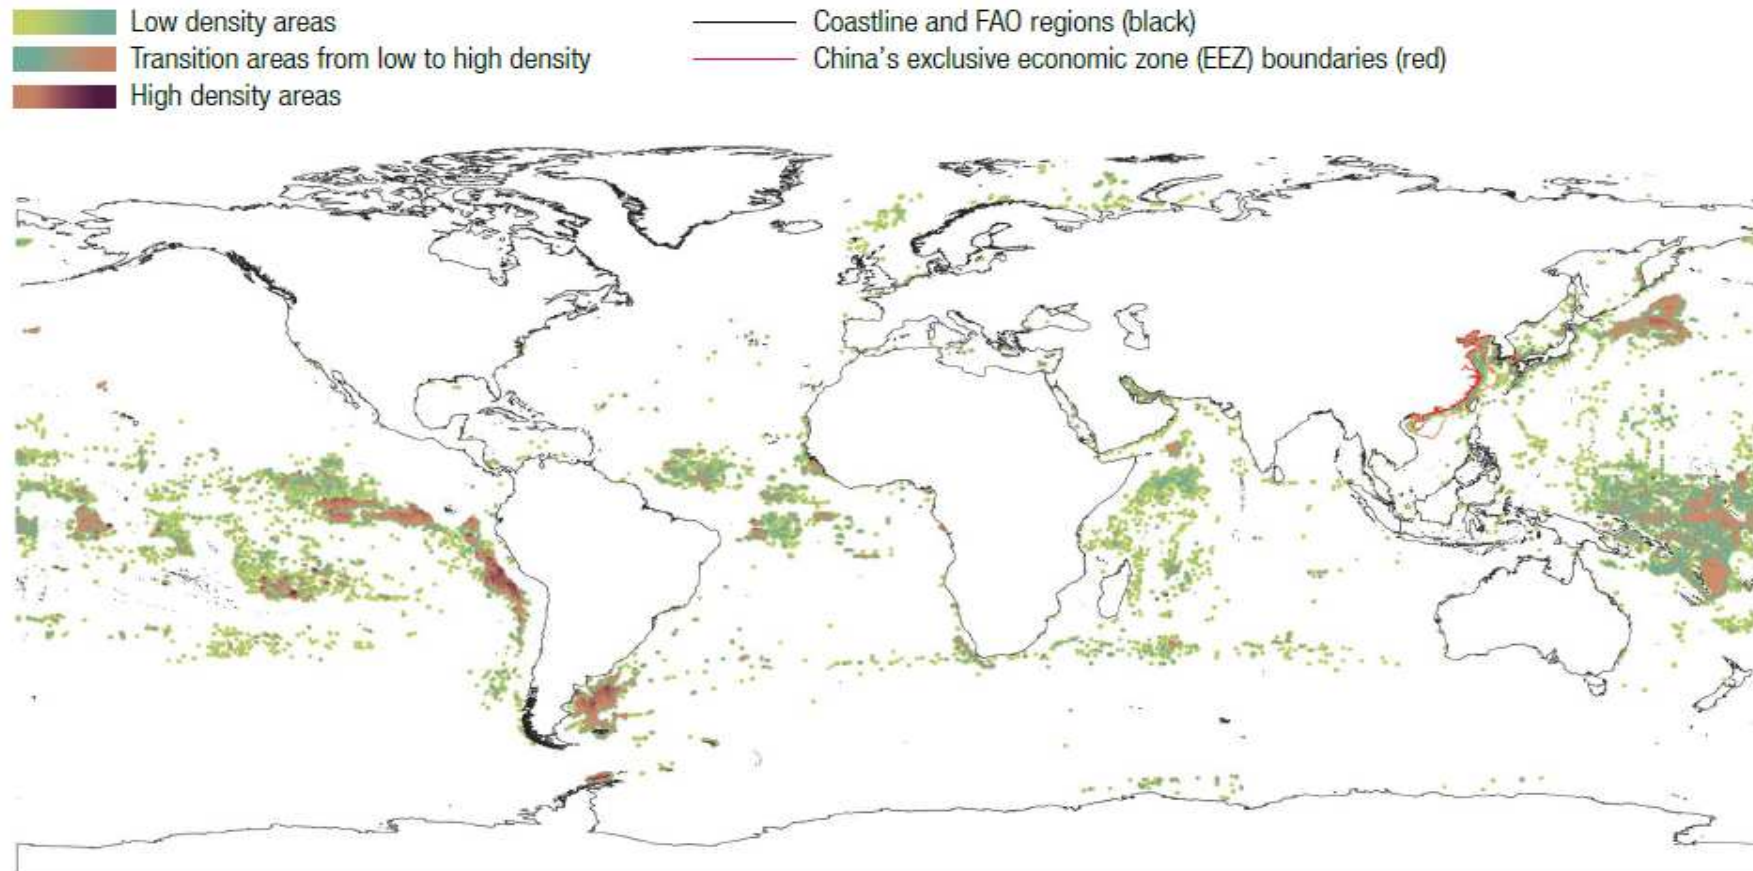 Low density areas
Transition areas from low to high density
High density areas
Coastline and FAO regions (black)
China's exclusive economic zone (EEZ) boundaries (red)